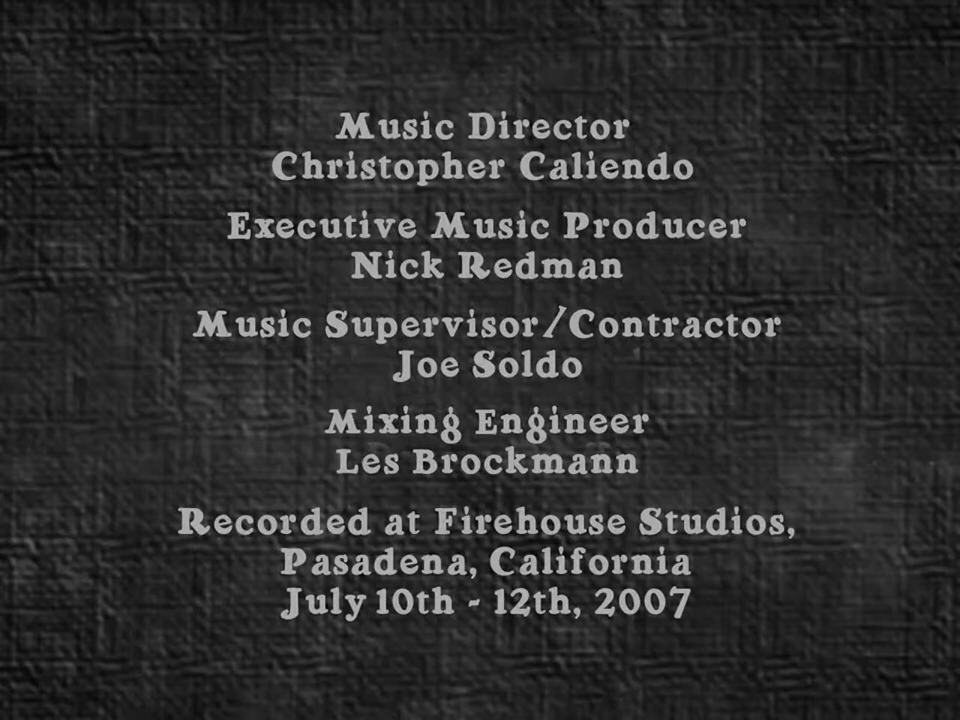 Music Director
Christopher Caliendo
Executive Music Producer
Nick Redman
Music Supervisor/Contractor
Joe Soldo
Mixing Engineer
Les Brockmann
Recorded at Firehouse Studios,
Pasadena, California
July 10th - 12th, 2007